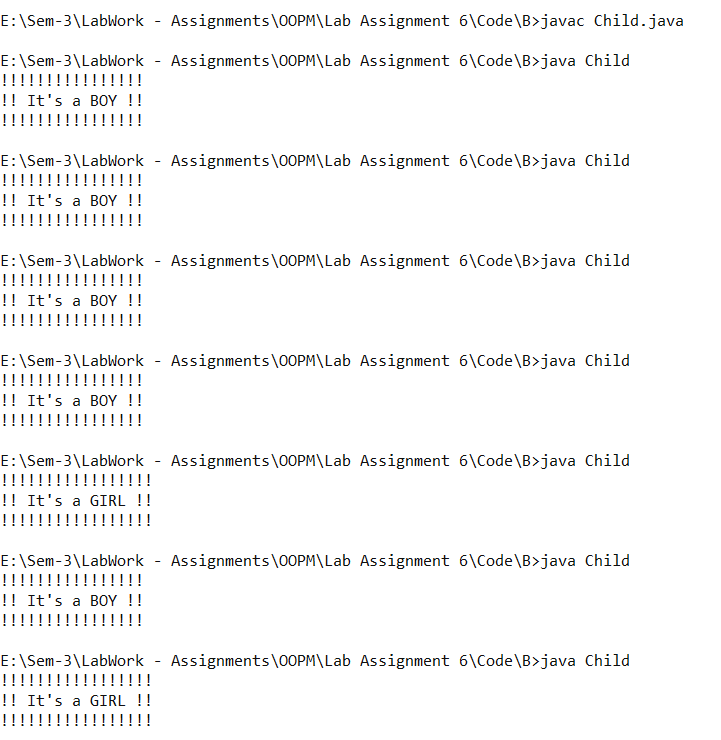 E:\Sem-3\LabWork - Assignments\OOPM\Lab Assignment 6\Code\B>javac Child.java
E:\Sem-3\LabWork - Assignments\OOPM\Lab Assignment 6\Code\B>java Child
!!!!!!!!!!!!!!!!
!! It's a BOY !!
!!!!!!!!!!!!!!!!
E:\Sem-3\LabWork - Assignments\OOPM\Lab Assignment 6\Code\B>java Child
!!!!!!!!!!!!!!!!
!! It's a BOY !!
!!!!!!!!!!!!!!!!
E:\Sem-3\LabWork - Assignments\OOPM\Lab Assignment 6\Code\B>java Child
!!!!!!!!!!!!!!!!
!! It's a BOY !!
!!!!!!!!!!!!!!!!
E:\Sem-3\LabWork - Assignments\OOPM\Lab Assignment 6\Code\B>java Child
!!!!!!!!!!!!!!!!
!! It's a BOY !!
!!!!!!!!!!!!!!!!
E:\Sem-3\LabWork - Assignments\OOPM\Lab Assignment 6\Code\B>java Child
!!!!!!!!!!!!!!!!!
!! It's a GIRL !!
!!!!!!!!!!!!!!!!!
E:\Sem-3\LabWork - Assignments\OOPM\Lab Assignment 6\Code\B>java Child
!!!!!!!!!!!!!!!!
!! It's a BOY !!
!!!!!!!!!!!!!!!!
E:\Sem-3\LabWork - Assignments\OOPM\Lab Assignment 6\Code\B>java Child
!!!!!!!!!!!!!!!!!
!! It's a GIRL !!
!!!!!!!!!!!!!!!!!